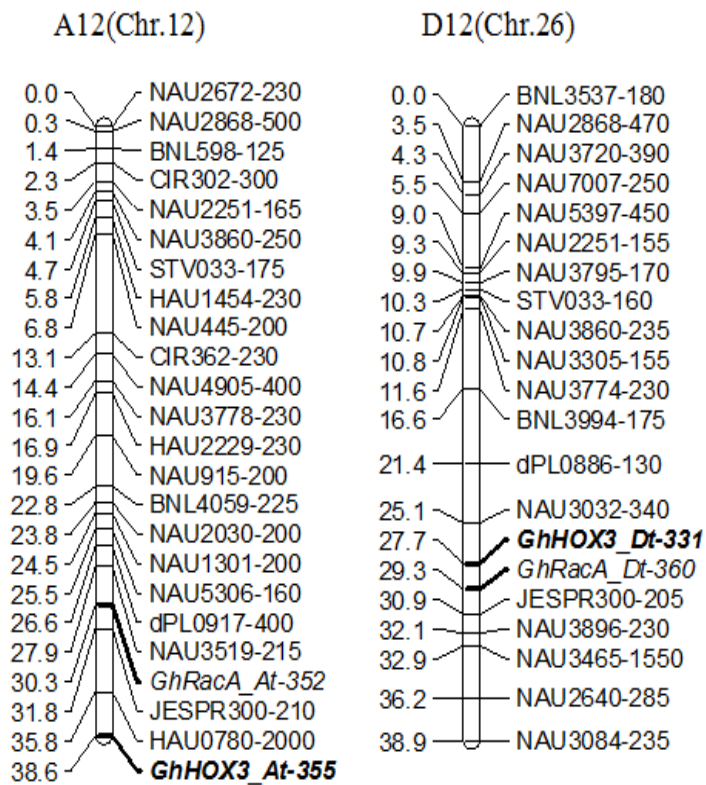 A12(Chr.12)
0.0 NAU2672-230
0.3 NAU2868-500
1.4 BNL598-125
2.3 CIR302-300
3.5 NAU2251-165
4.1 NAU3860-250
4.7 STV033-175
5.8 HAU1454-230
6.8 NAU445-200
13.1 CIR362-230
14.4 NAU4905-400
16.1 NAU3778-230
16.9 HAU2229-230
19.6 NAU915-200
22.8 BNL4059-225
23.8 NAU2030-200
24.5 NAU1301-200
25.5 NAU5306-160
26.6 dPL0917-400
27.9 NAU3519-215
30.3 GhRacA_At-352
31.8 JESPR300-210
35.8 HAU0780-2000
38.6 GhHOX3_At-355
D12(Chr.26)
0.0 BNL3537-180
3.5 NAU2868-470
4.3 NAU3720-390
5.5 NAU7007-250
9.0 NAU5397-450
9.3 NAU2251-155
9.9 NAU3795-170
10.3 STV033-160
10.7 NAU3860-235
10.8 NAU3305-155
11.6 NAU3774-230
16.6 BNL3994-175
21.4 dPL0886-130
25.1 NAU3032-340
27.7 GhHOX3_Dt-331
29.3 GhRacA_Dt-360
30.9 JESPR300-205
32.1 NAU3896-230
32.9 NAU3465-1550
36.2 NAU2640-285
38.9 NAU3084-235